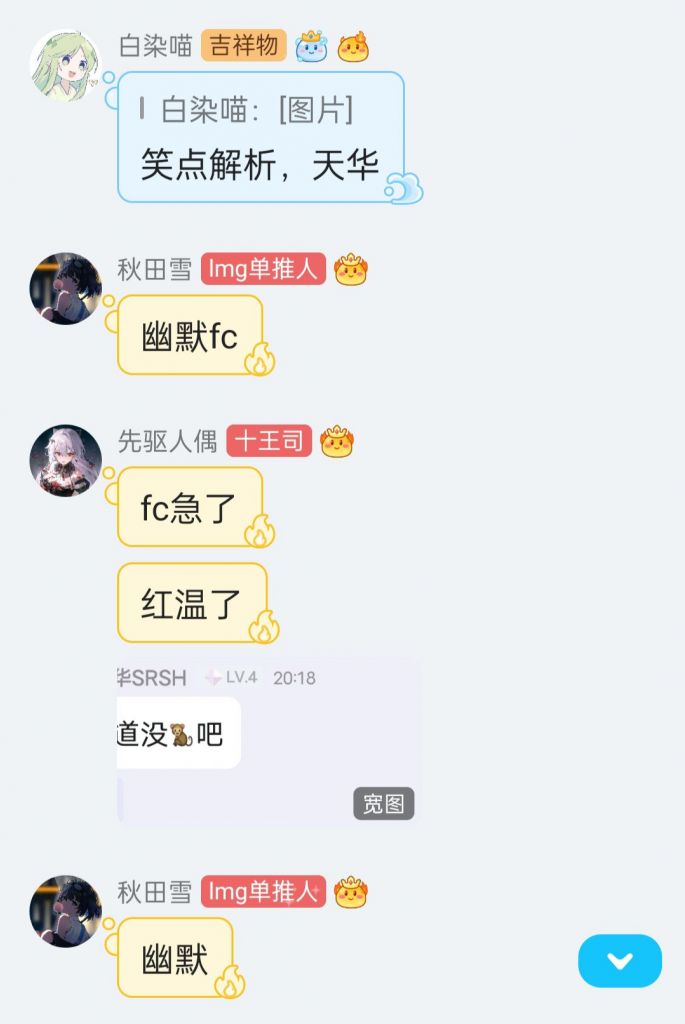 白染喵 吉祥物
白染喵：[图片]
笑点解析，天华
秋田雪 lmg单推人
幽默fc
先驱人偶 十王司
fc急了
红温了
华SRSH LV.4 20:18
道没🐒吧
宽图
秋田雪 lmg单推人
幽默